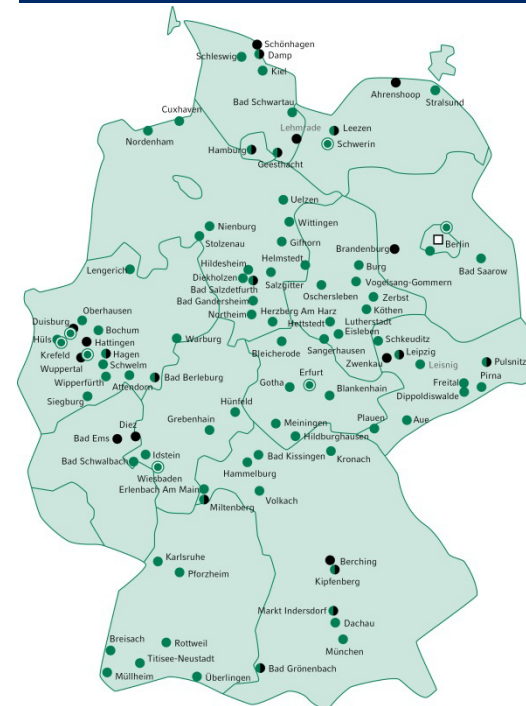 Schönhagen
Schleswig
Damp
Kiel
Ahrenshoop
Stralsund
Bad Schwartau
Cuxhaven
Nordenham
Lehmrade
Leezen
Hamburg
Schwerin
Geesthacht
Uelzen
Nienburg
Wittingen
Stolzenau
Gifhorn
Brandenburg
Berlin
Helmstedt
Hildesheim
Lengerich
Burg
Bad Saarow
Diekholzen
Salzgitter
Vogelsang-Gommern
Bad Salzdetfurth
Oschersleben
Zerbst
Bad Gandersheim
Köthen
Northeim
Herzberg Am Harz
Oberhausen
Hettstedt
Lutherstadt
Eisleben
Duisburg
Bochum
Hüls
Hattingen
Warburg
Bleicherode
Sangerhausen
Schkeuditz
Krefeld
Hagen
Leipzig
Wuppertal
Schwelm
Zwenkau
Leisnig
Pulsnitz
Wipperfürth
Attendorn
Bad Berleburg
Gotha
Erfurt
Blankenhain
Freital
Pirna
Dippoldiswalde
Siegburg
Hünfeld
Diez
Grebenhain
Meiningen
Plauen
Aue
Bad Ems
Hildburghausen
Idstein
Bad Kissingen
Kronach
Bad Schwalbach
Wiesbaden
Hammelburg
Erlenbach Am Main
Volkach
Miltenberg
Karlsruhe
Berching
Pforzheim
Kipfenberg
Markt Indersdorf
Dachau
Breisach
Rottweil
München
Titisee-Neustadt
Müllheim
Überlingen
Bad Grönenbach